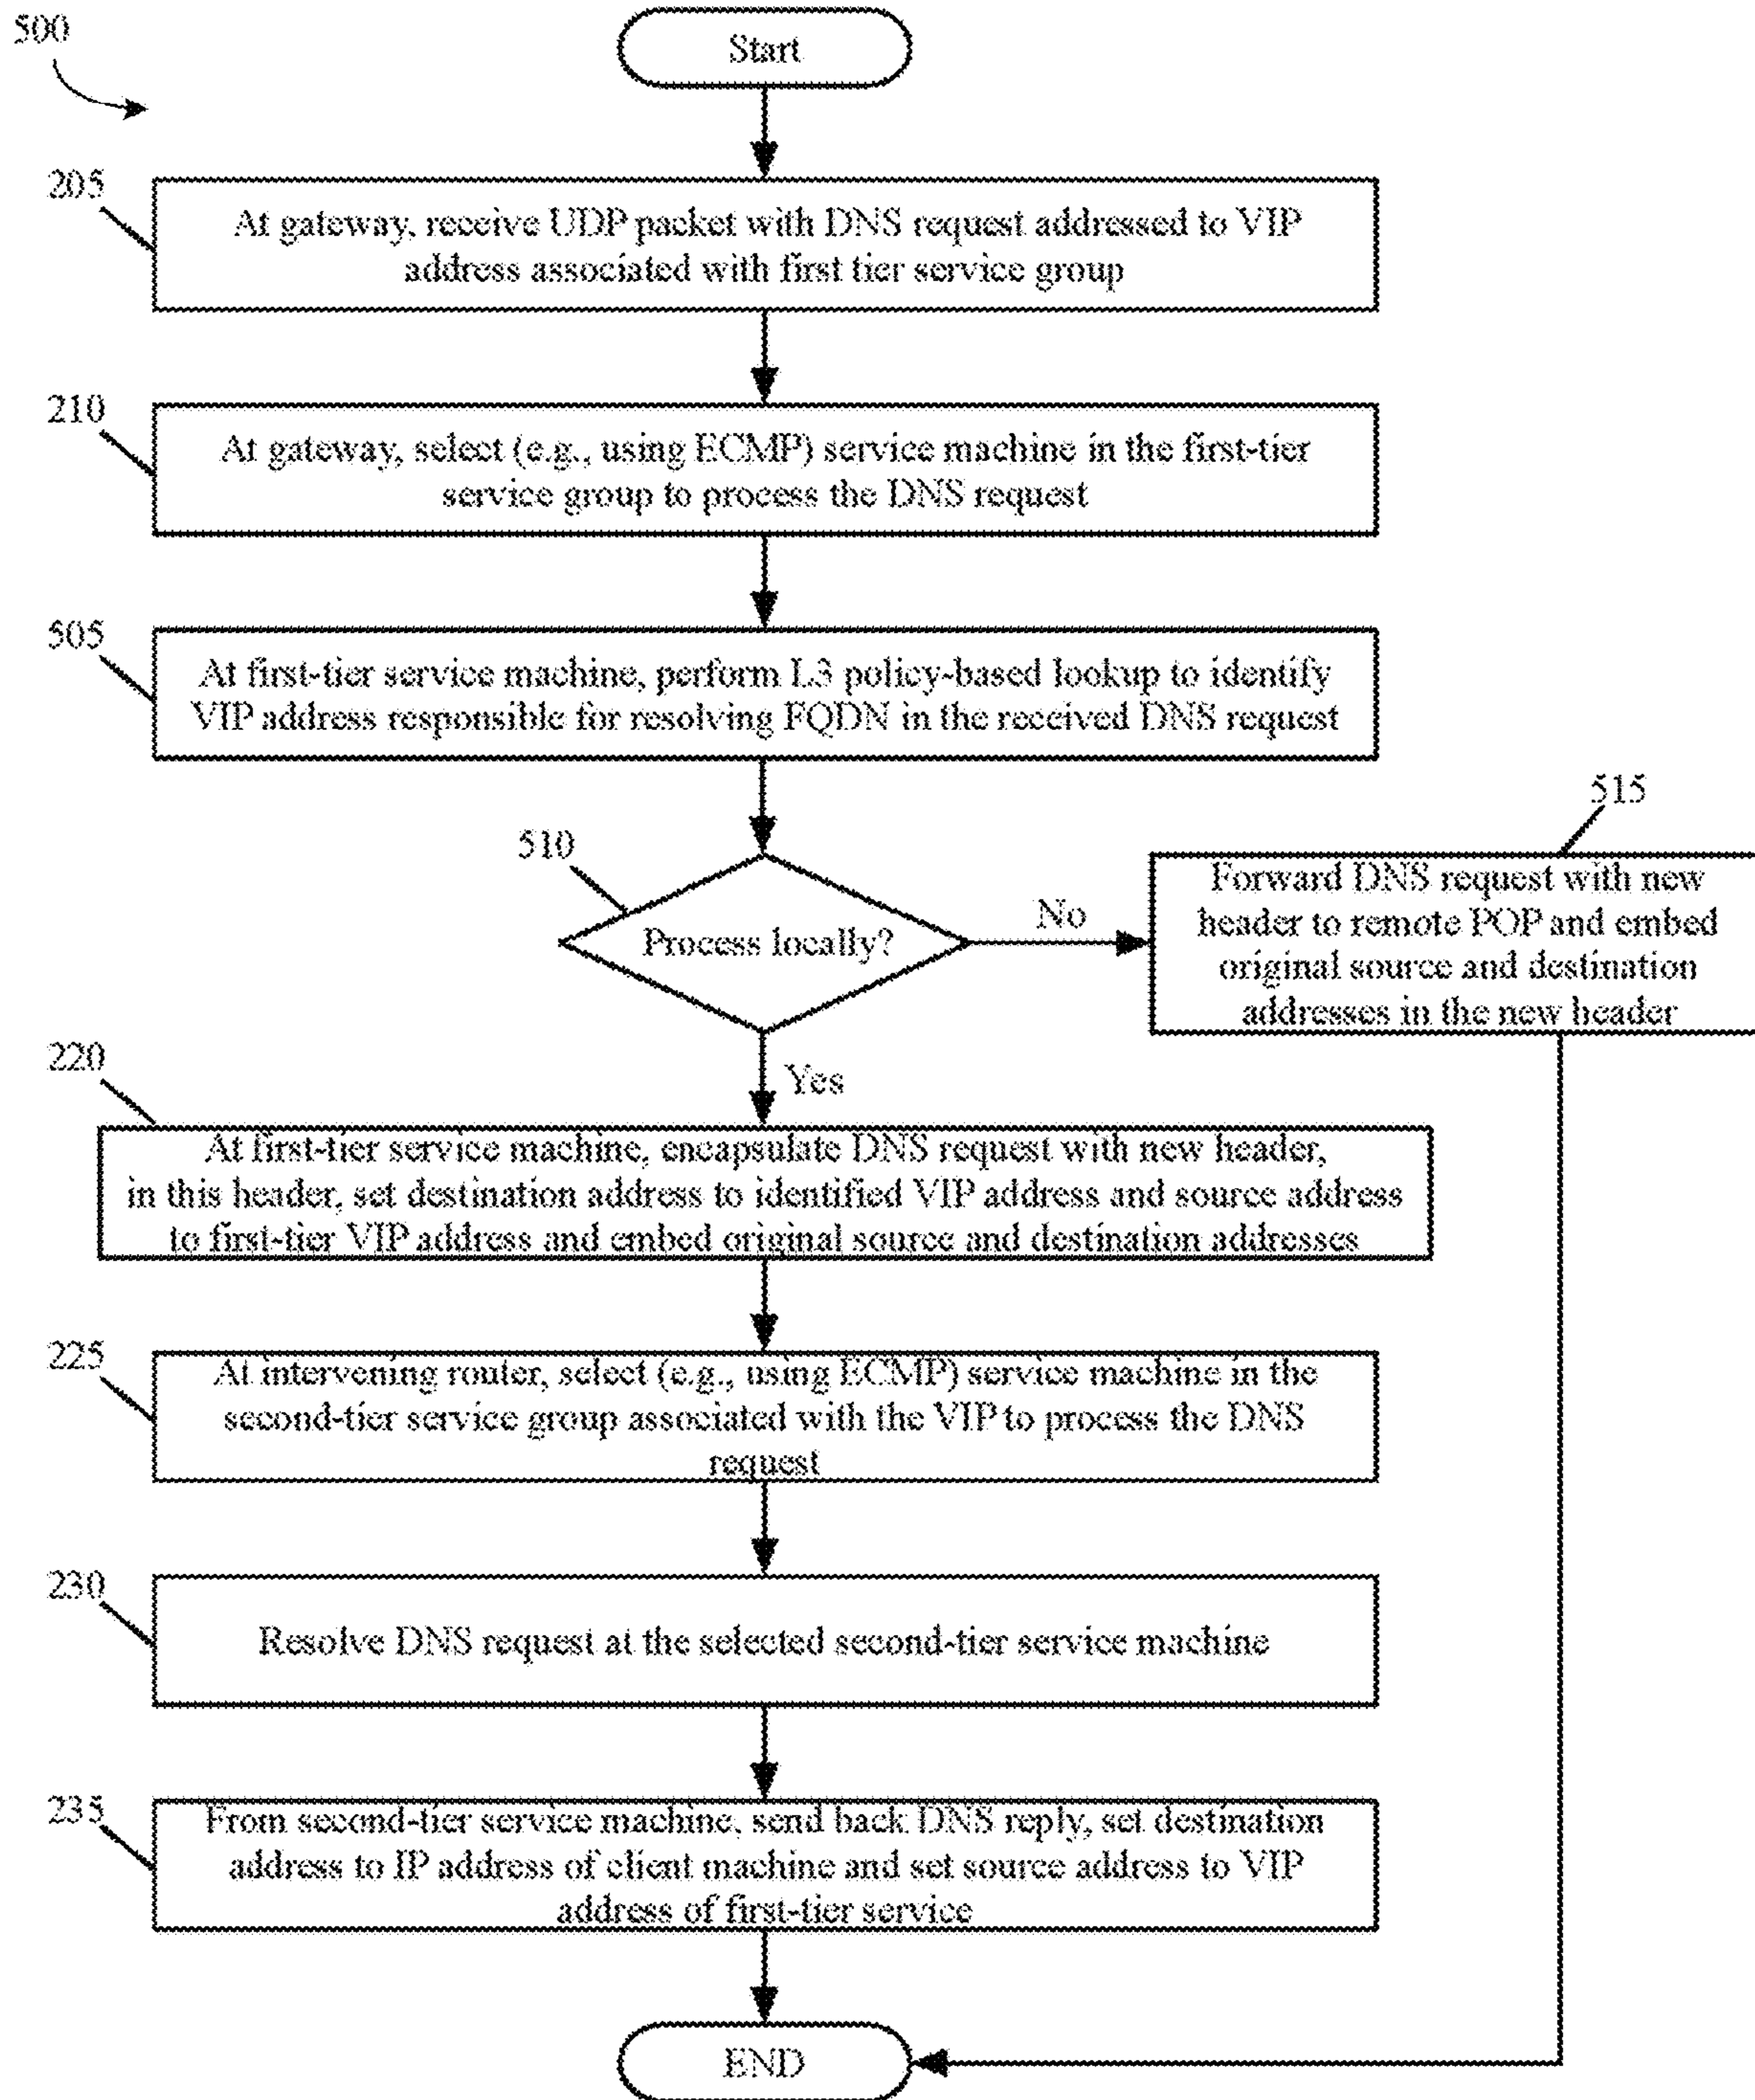 500
Start
205
At gateway, receive UDP packet with DNS request addressed to VIP
address associated with first tier service group
210
At gateway, select (e.g., using ECMP) service machine in the first-tier
service group to process the DNS request
505
At first-tier service machine, perform L3 policy-based lookup to identify
VIP address responsible for resolving FQDN in the received DNS request
510
Process locally?
No
515
Forward DNS request with new
header to remote POP and embed
original source and destination
addresses in the new header
Yes
220
At first-tier service machine, encapsulate DNS request with new header,
in this header, set destination address to identified VIP address and source address
to first-tier VIP address and embed original source and destination addresses
225
At intervening router, select (e.g., using ECMP) service machine in the
second-tier service group associated with the VIP to process the DNS
request
230
Resolve DNS request at the selected second-tier service machine
235
From second-tier service machine, send back DNS reply, set destination
address to IP address of client machine and set source address to VIP
address of first-tier service
END